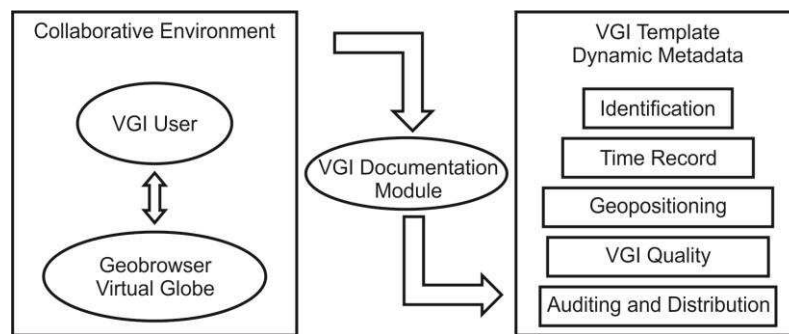 Collaborative Environment
VGI User
Geobrowser
Virtual Globe
VGI Documentation
Module
VGI Template
Dynamic Metadata
Identification
Time Record
Geopositioning
VGI Quality
Auditing and Distribution